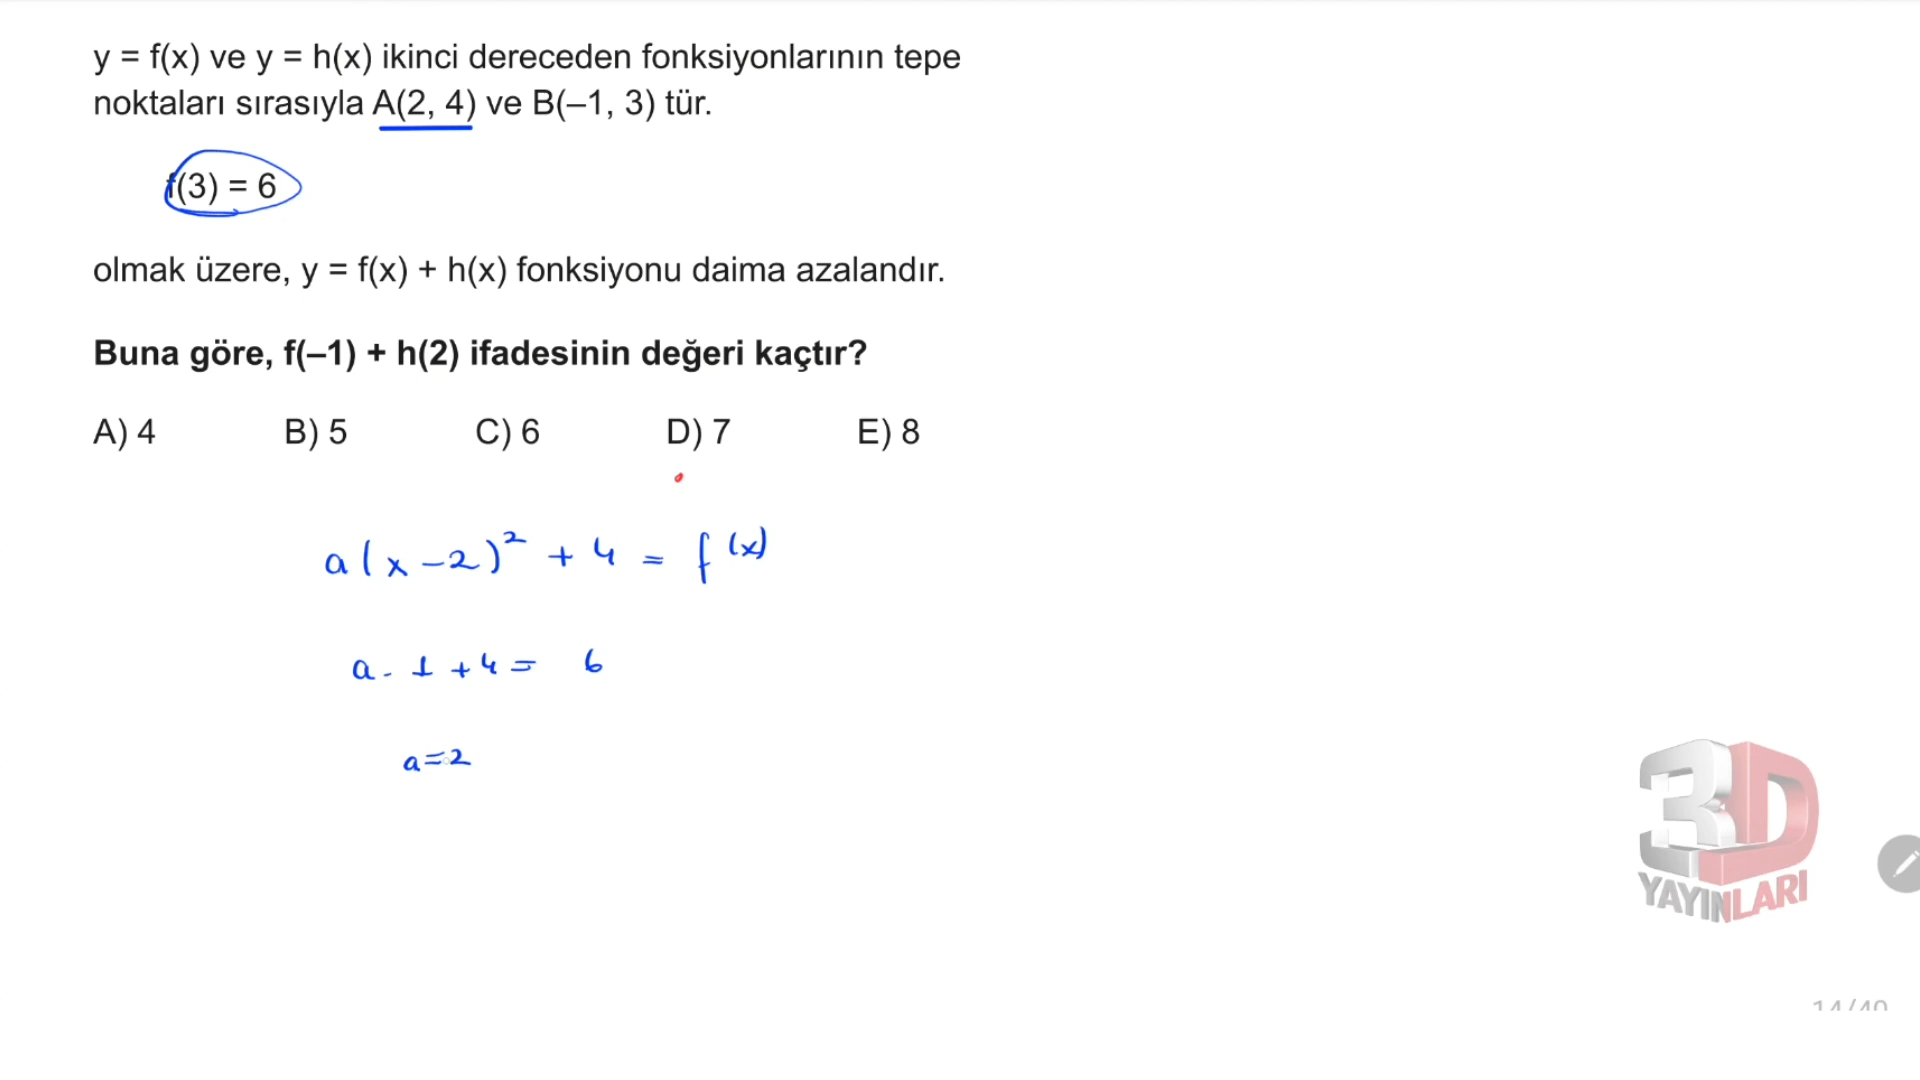 y = f(x) ve y = h(x) ikinci dereceden fonksiyonlarının tepe
noktaları sırasıyla A(2, 4) ve B(–1, 3) tür.
f(3) = 6
olmak üzere, y = f(x) + h(x) fonksiyonu daima azalandır.
Buna göre, f(–1) + h(2) ifadesinin değeri kaçtır?
A) 4 B) 5 C) 6 D) 7 E) 8
a(x-2)² + 4 = f(x)
a. 1 + 4 = 6
a=2
3D
YAYINLARI
14/40